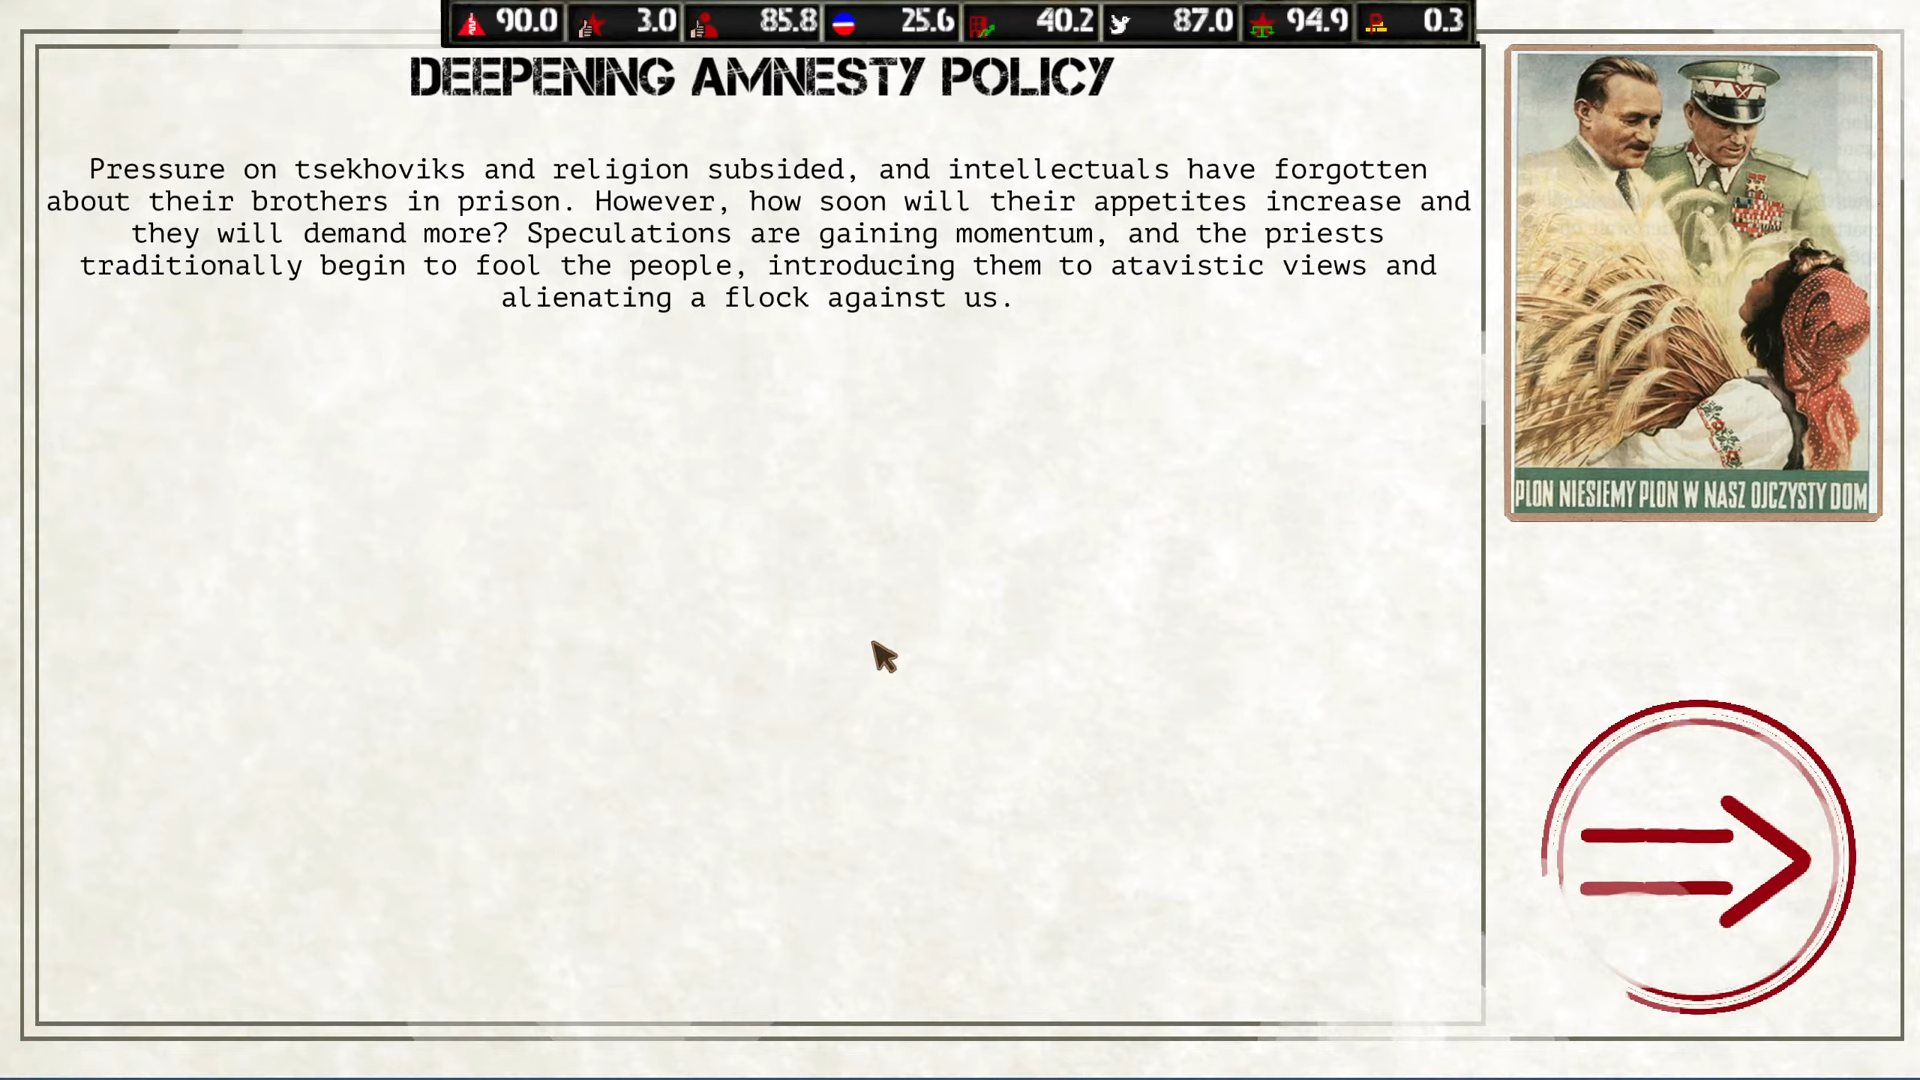 90.0 3.0 85.8 25.6 40.2 87.0 94.9 0.3
DEEPENING AMNESTY POLICY
Pressure on tsekhoviks and religion subsided, and intellectuals have forgotten
about their brothers in prison. However, how soon will their appetites increase and
they will demand more? Speculations are gaining momentum, and the priests
traditionally begin to fool the people, introducing them to atavistic views and
alienating a flock against us.
PLON NIESIEMY PLON W NASZ OJCZYSTY DOM